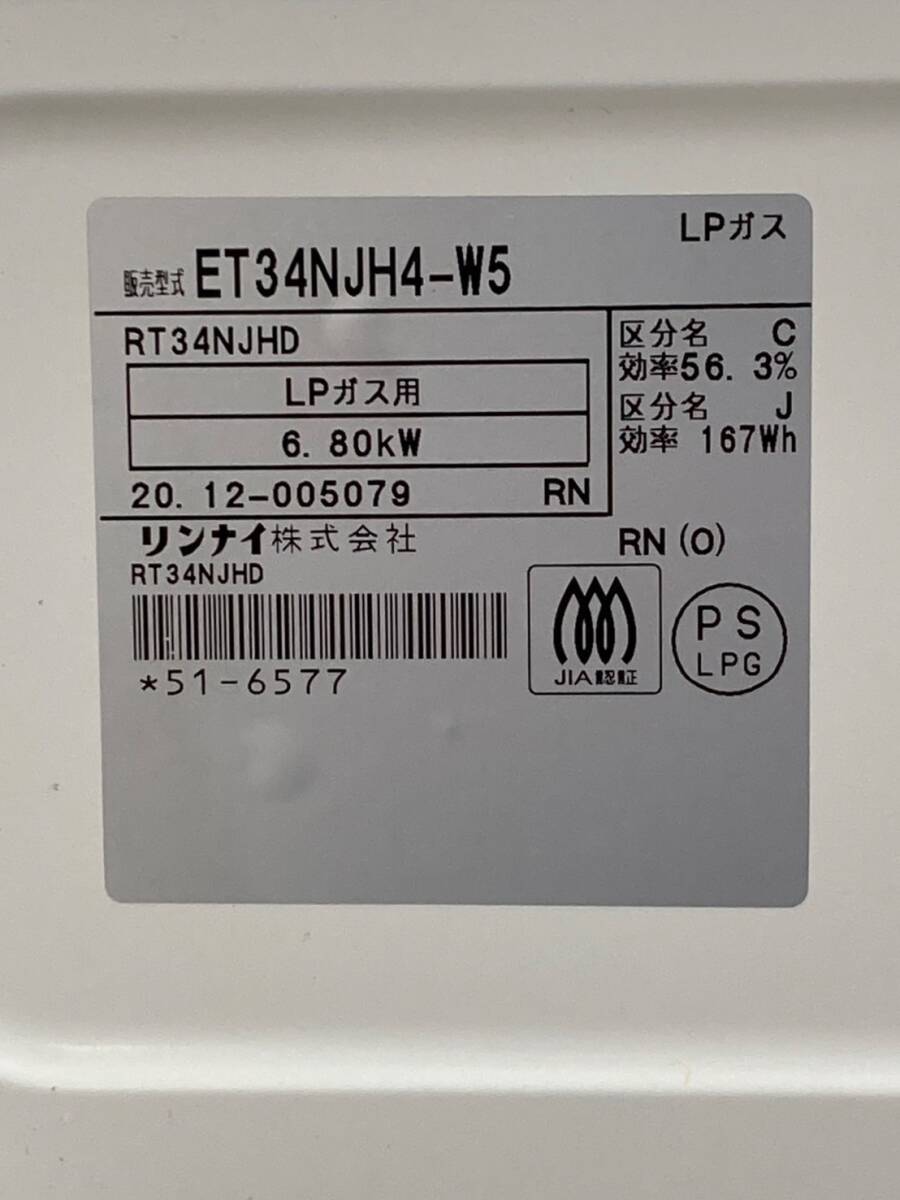 LPガス
販売型式 ET34NJH4-W5
RT34NJHD
LPガス用
6.80kW
20.12-005079 RN
区分名 C
効率56.3%
区分名 J
効率 167Wh
リンナイ株式会社
RN(O)
RT34NJHD
*51-6577
JIA認証
PS
LPG